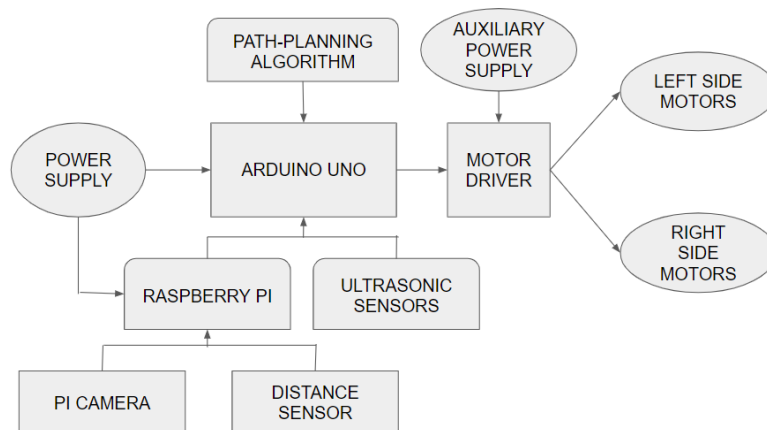 PATH-PLANNING
ALGORITHM
AUXILIARY
POWER
SUPPLY
LEFT SIDE
MOTORS
POWER
SUPPLY
ARDUINO UNO
MOTOR
DRIVER
RIGHT
SIDE
MOTORS
RASPBERRY PI
ULTRASONIC
SENSORS
PI CAMERA
DISTANCE
SENSOR